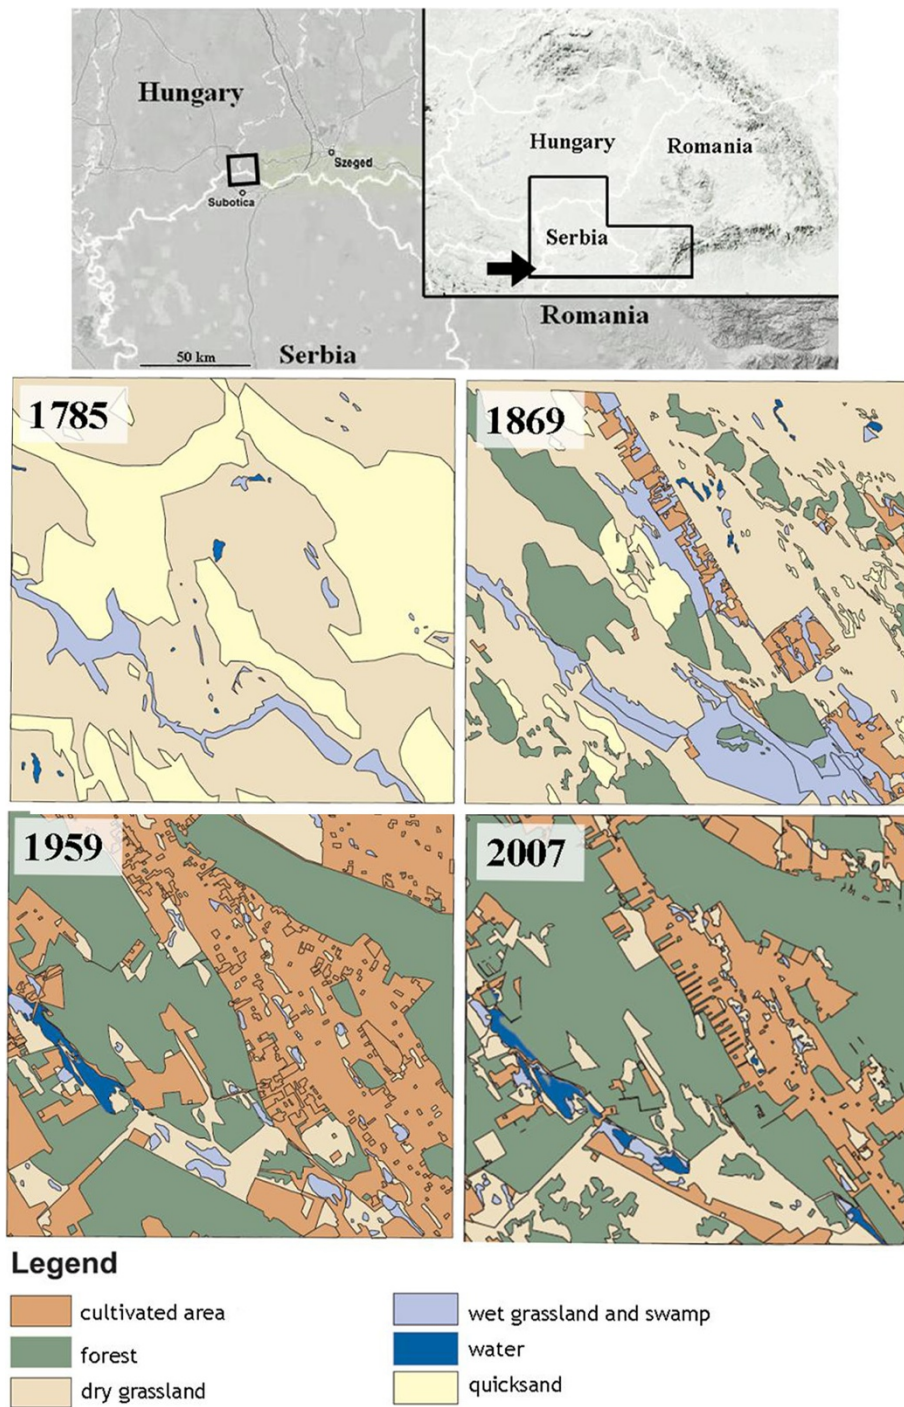 Hungary
Szeged
Subotica
50 km
Serbia
Romania
Hungary
Romania
Serbia
1785
1869
1959
2007
Legend
cultivated area
forest
dry grassland
wet grassland and swamp
water
quicksand